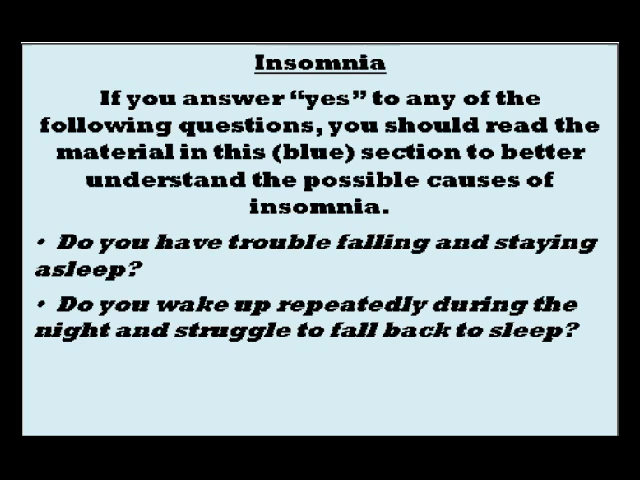 Insomnia
If you answer “yes” to any of the
following questions, you should read the
material in this (blue) section to better
understand the possible causes of
insomnia.
• Do you have trouble falling and staying
asleep?
• Do you wake up repeatedly during the
night and struggle to fall back to sleep?